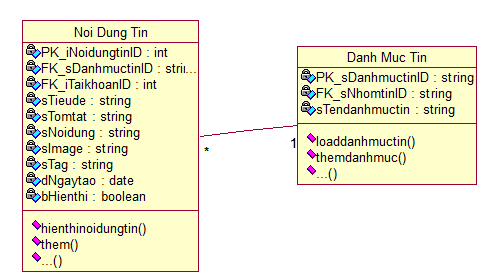 Noi Dung Tin
PK_iNoidungtinID : int
FK_sDanhmuctinID : strin...
FK_iTaikhoanID : int
sTieude : string
sTomtat : string
sNoidung : string
sImage : string
sTag : string
dNgaytao : date
bHienthi : boolean
hienthinoidungtin()
them()
...()
*
1
Danh Muc Tin
PK_sDanhmuctinID : string
FK_sNhomtinID : string
sTendanhmuctin : string
loaddanhmuctin()
themdanhmuc()
...()